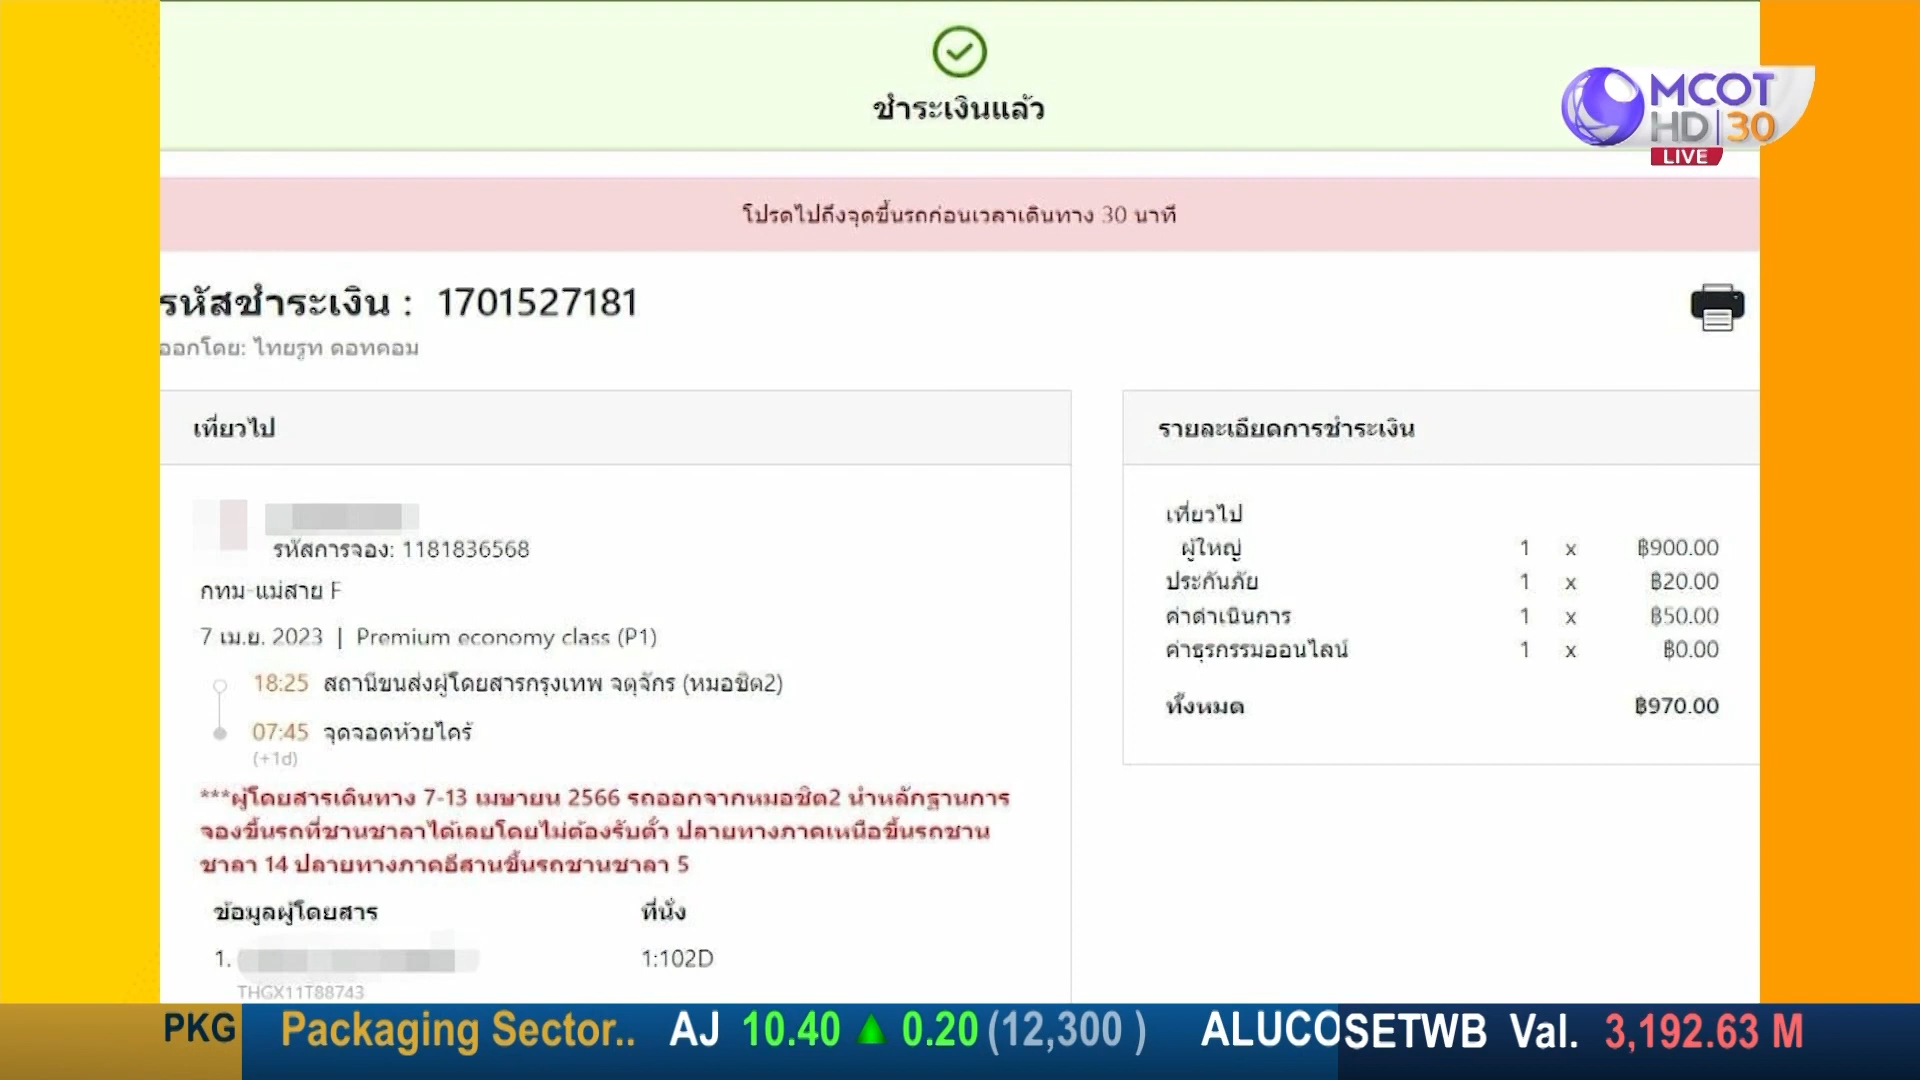 ชำระเงินแล้ว
MCOT
HD 30
LIVE
โปรดไปถึงจุดขึ้นรถก่อนเวลาเดินทาง 30 นาที
รหัสชำระเงิน : 1701527181
ออกโดย: ไทยรูท ดอทคอม
เที่ยวไป
รหัสการจอง: 1181836568
กทม-แม่สาย F
7 เม.ย. 2023 | Premium economy class (P1)
18:25 สถานีขนส่งผู้โดยสารกรุงเทพ จตุจักร (หมอชิต2)
07:45 จุดจอดห้วยไคร้
(+1d)
***ผู้โดยสารเดินทาง 7-13 เมษายน 2566 รถออกจากหมอชิต2 นำหลักฐานการ
จองขึ้นรถที่ชานชาลาได้เลยโดยไม่ต้องรับตั๋ว ปลายทางภาคเหนือขึ้นรถชาน
ชาลา 14 ปลายทางภาคอีสานขึ้นรถชานชาลา 5
ข้อมูลผู้โดยสาร ที่นั่ง
1. 1:102D
THGX11T88743
รายละเอียดการชำระเงิน
เที่ยวไป
ผู้ใหญ่ 1 x ฿900.00
ประกันภัย 1 x ฿20.00
ค่าดำเนินการ 1 x ฿50.00
ค่าธุรกรรมออนไลน์ 1 x ฿0.00
ทั้งหมด ฿970.00
PKG Packaging Sector.. AJ 10.40 ▲ 0.20 (12,300 ) ALUCO SETWB Val. 3,192.63 M